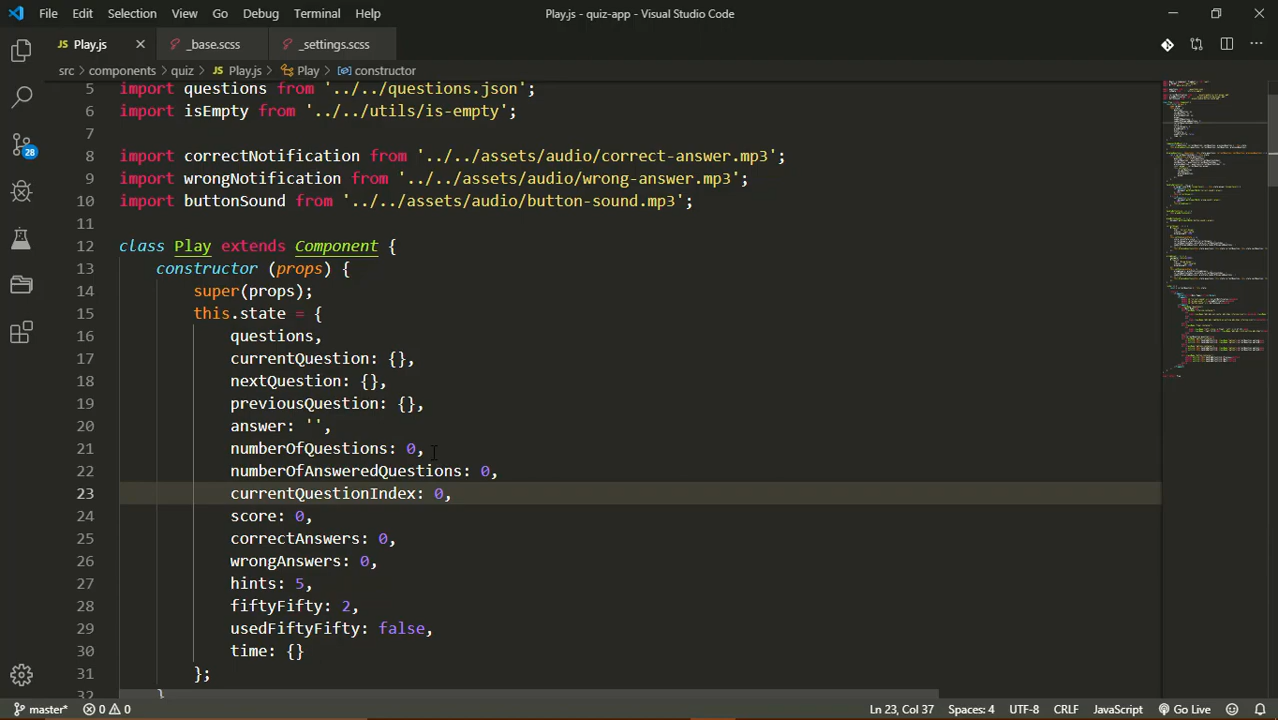 File Edit Selection View Go Debug Terminal Help Play.js - quiz-app - Visual Studio Code
JS Play.js _base.scss _settings.scss
src components quiz JS Play.js Play constructor
5 import questions from '../../questions.json';
6 import isEmpty from '../../utils/is-empty';
7
8 import correctNotification from '../../assets/audio/correct-answer.mp3';
9 import wrongNotification from '../../assets/audio/wrong-answer.mp3';
10 import buttonSound from '../../assets/audio/button-sound.mp3';
11
12 class Play extends Component {
13 constructor (props) {
14 super(props);
15 this.state = {
16 questions,
17 currentQuestion: {},
18 nextQuestion: {},
19 previousQuestion: {},
20 answer: '',
21 numberOfQuestions: 0,
22 numberOfAnsweredQuestions: 0,
23 currentQuestionIndex: 0,
24 score: 0,
25 correctAnswers: 0,
26 wrongAnswers: 0,
27 hints: 5,
28 fiftyFifty: 2,
29 usedFiftyFifty: false,
30 time: {}
31 };
32 }
28
master* 0 0 Ln 23, Col 37 Spaces: 4 UTF-8 CRLF JavaScript Go Live